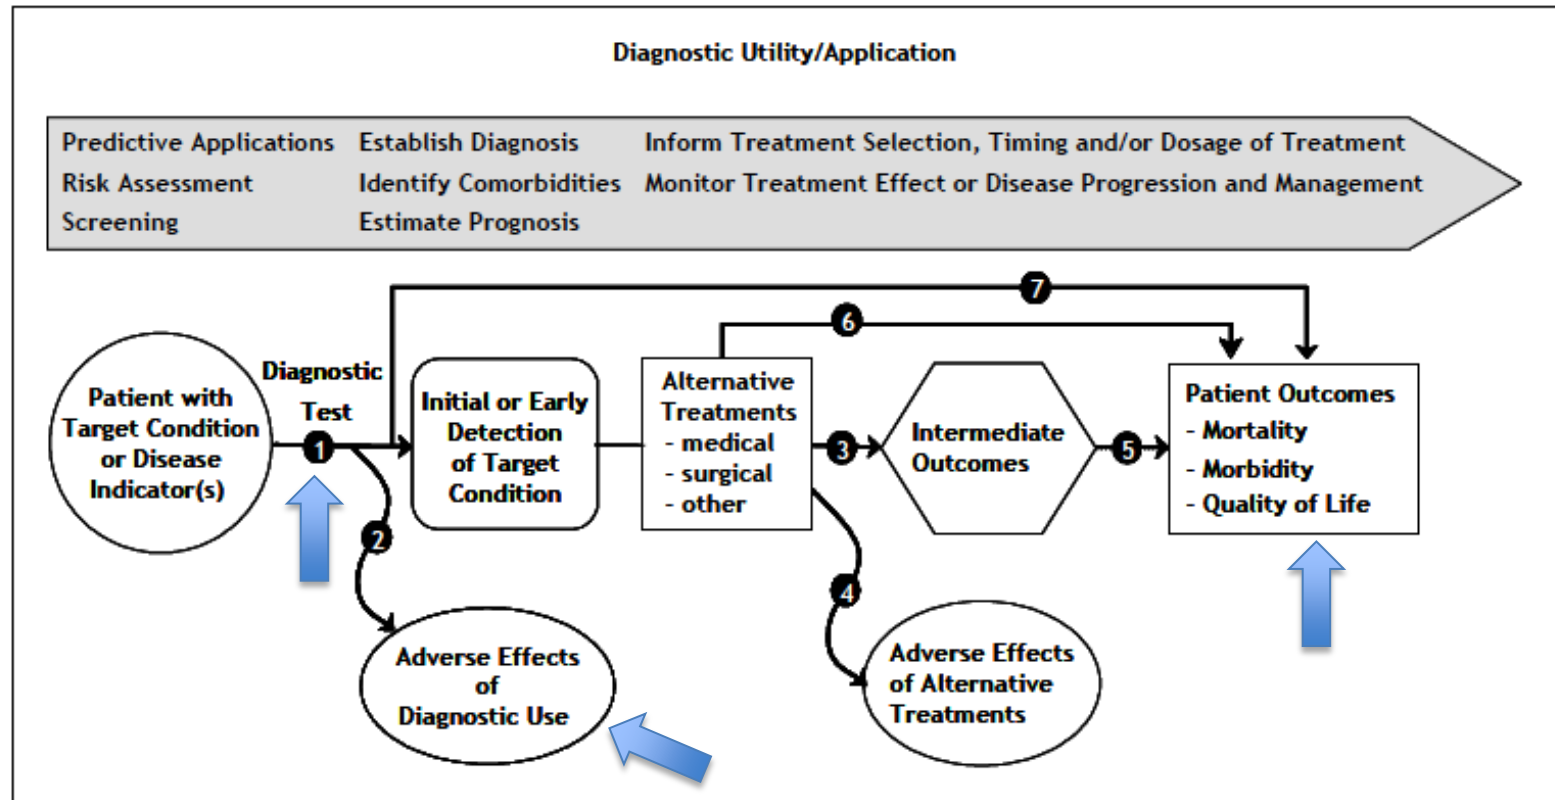 Diagnostic Utility/Application
Predictive Applications
Risk Assessment
Screening
Establish Diagnosis
Identify Comorbidities
Estimate Prognosis
Inform Treatment Selection, Timing and/or Dosage of Treatment
Monitor Treatment Effect or Disease Progression and Management
7
6
Patient with
Target Condition
or Disease
Indicator(s)
Diagnostic
Test
1
2
Initial or Early
Detection
of Target
Condition
Alternative
Treatments
- medical
- surgical
- other
3
4
Intermediate
Outcomes
5
Patient Outcomes
- Mortality
- Morbidity
- Quality of Life
Adverse Effects
of
Diagnostic Use
Adverse Effects
of Alternative
Treatments